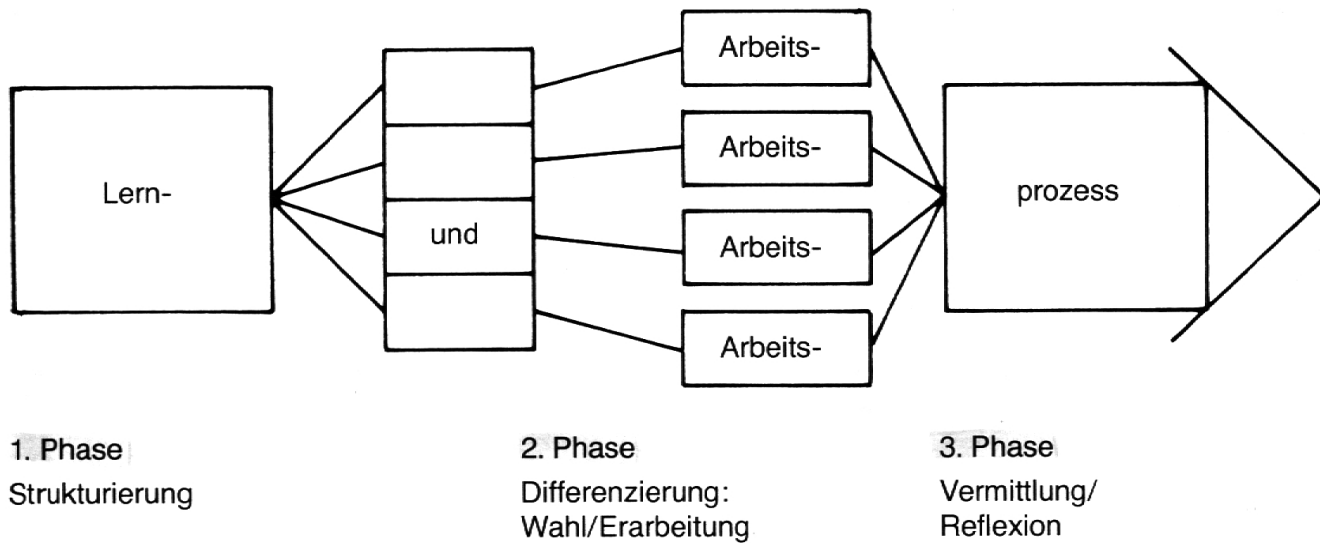 Lern-
und
Arbeits-
Arbeits-
Arbeits-
Arbeits-
prozess
1. Phase
Strukturierung
2. Phase
Differenzierung:
Wahl/Erarbeitung
3. Phase
Vermittlung/
Reflexion